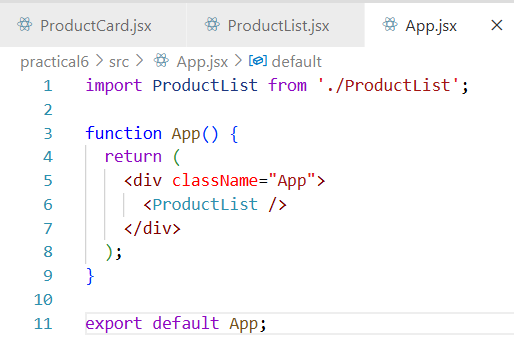 ProductCard.jsx ProductList.jsx App.jsx ×
practical6 > src > App.jsx > default
1 import ProductList from './ProductList';
2
3 function App() {
4   return (
5     <div className="App">
6       <ProductList />
7     </div>
8   );
9 }
10
11 export default App;